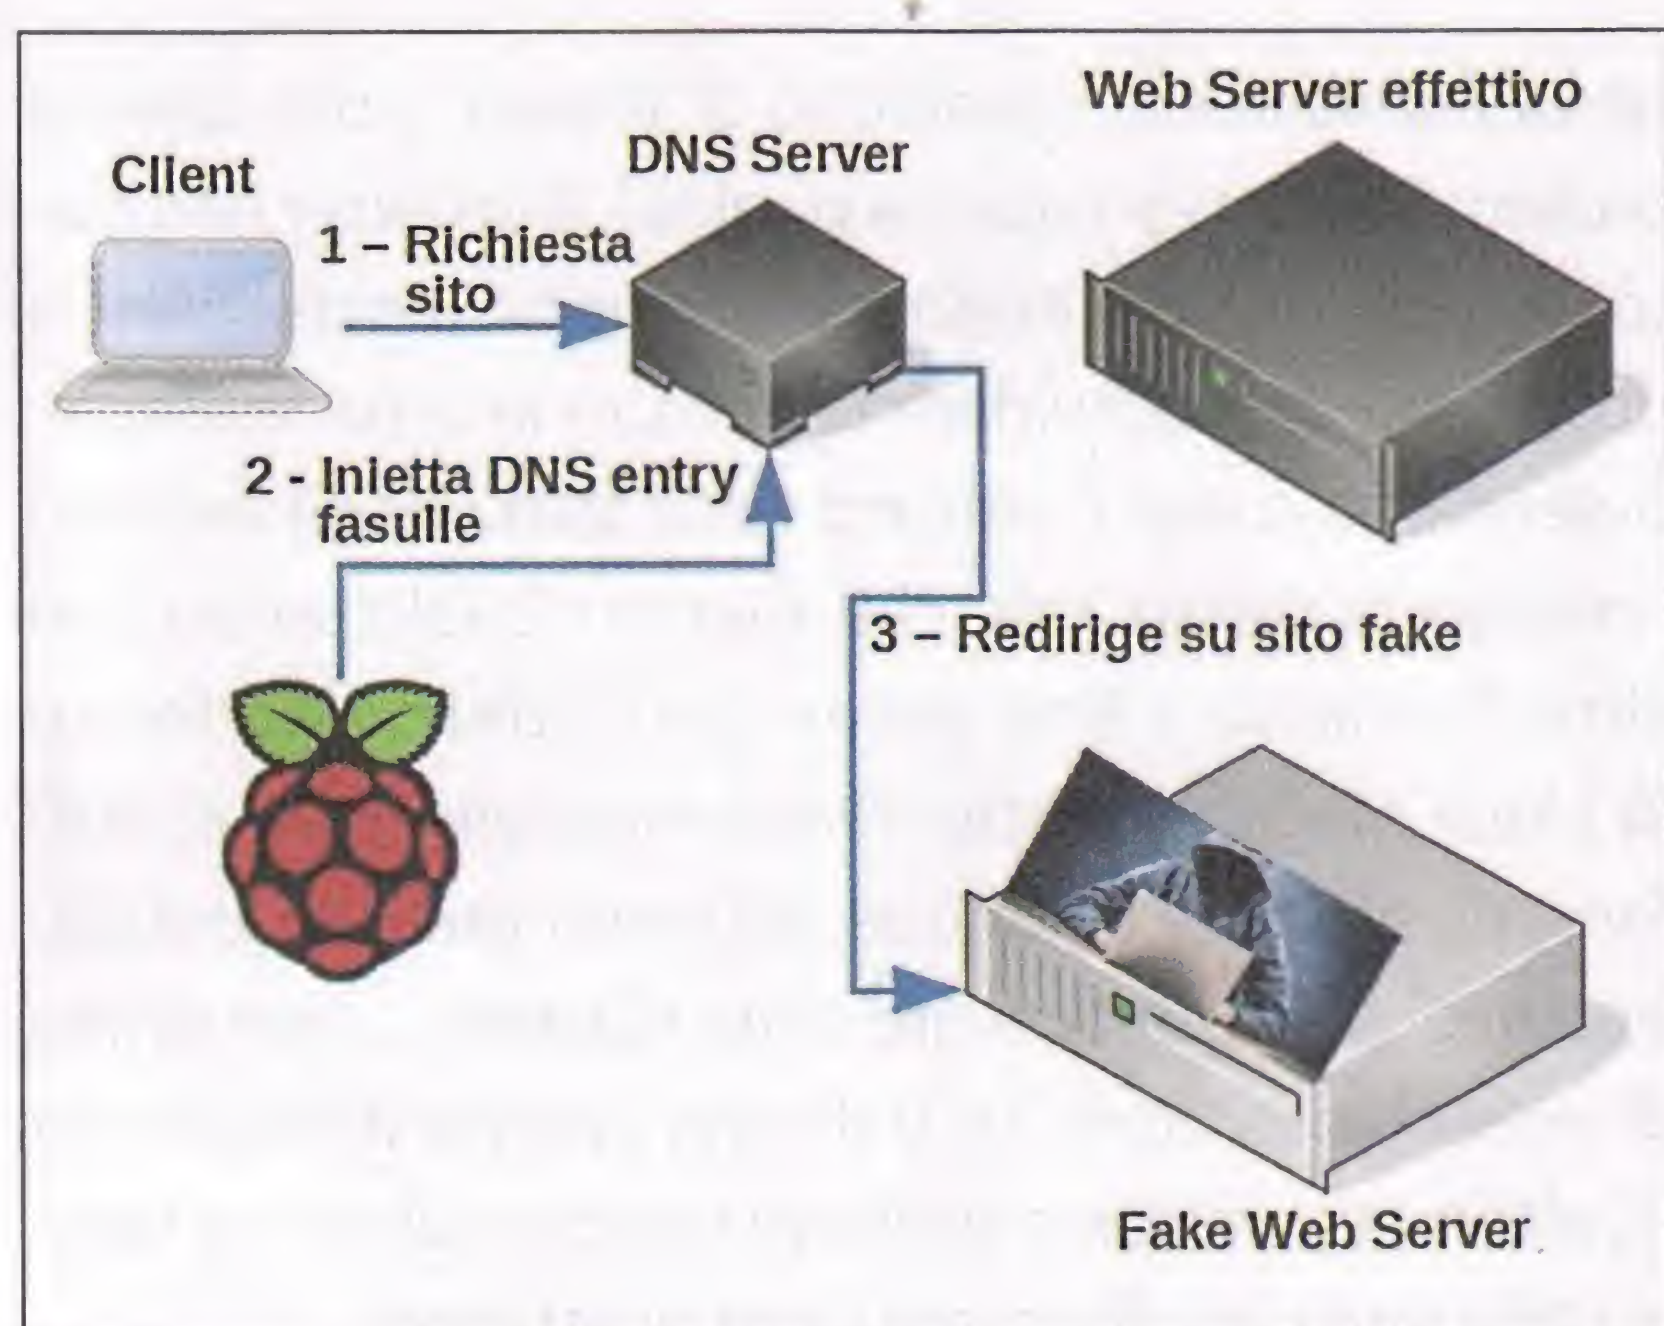 Web Server effettivo
DNS Server
Client
1 – Richiesta
sito
2 - Inietta DNS entry
fasulle
3 – Redirige su sito fake
Fake Web Server